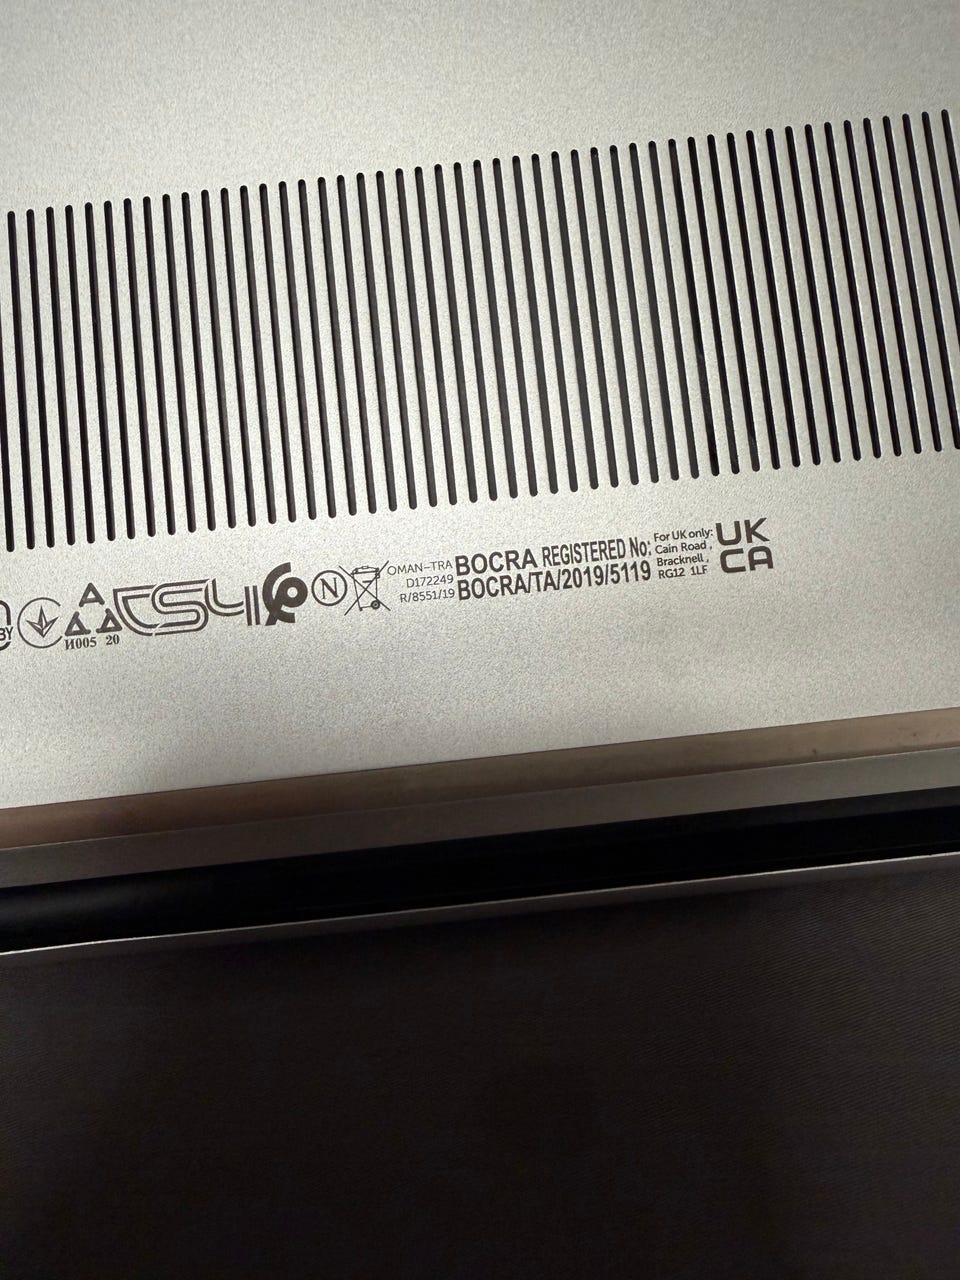 BY
И005 20
N
OMAN-TRA
D172249
R/8551/19
BOCRA REGISTERED No:
BOCRA/TA/2019/5119
For UK only:
Cain Road,
Bracknell,
RG12 1LF
UK
CA